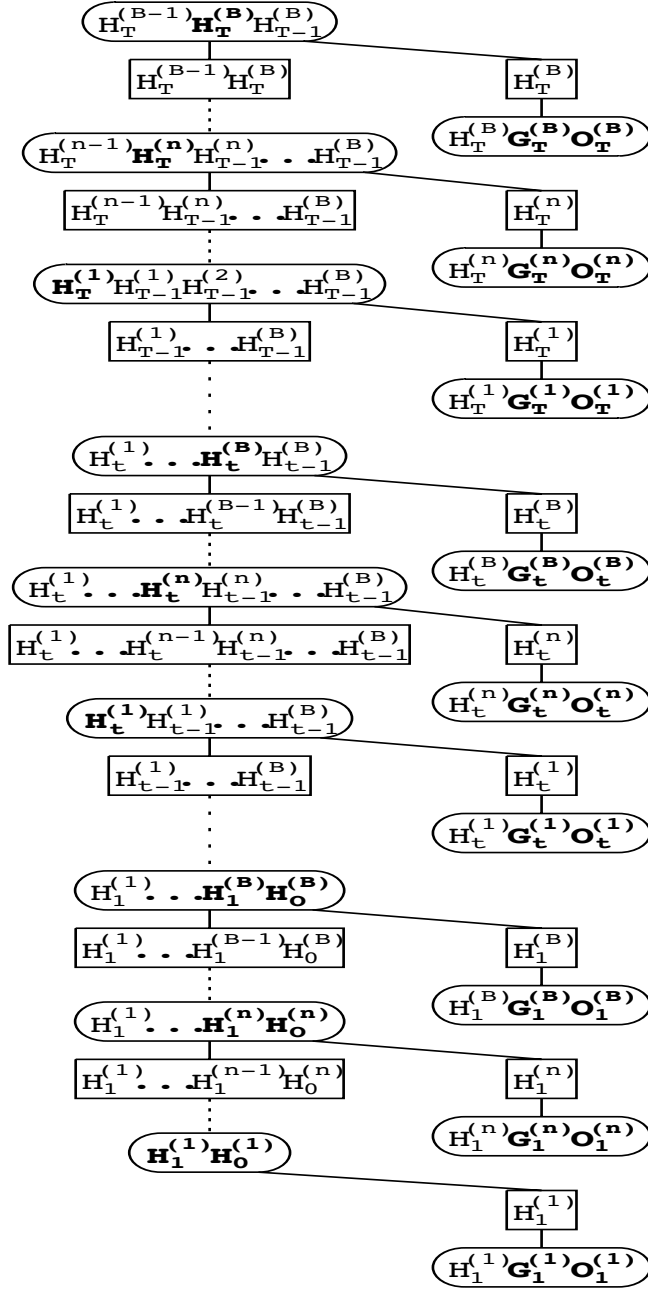 H_T^(B-1) H_T^(B) H_{T-1}^(B)
H_T^(B-1) H_T^(B)
H_T^(B)
H_T^(B) G_T^(B) O_T^(B)
H_T^(n-1) H_T^(n) H_{T-1}^(n) . . . H_{T-1}^(B)
H_T^(n-1) H_{T-1}^(n) . . . H_{T-1}^(B)
H_T^(n)
H_T^(n) G_T^(n) O_T^(n)
H_T^(1) H_{T-1}^(1) H_{T-1}^(2) . . . H_{T-1}^(B)
H_{T-1}^(1) . . . H_{T-1}^(B)
H_T^(1)
H_T^(1) G_T^(1) O_T^(1)
H_t^(1) . . . H_t^(B) H_{t-1}^(B)
H_t^(1) . . . H_t^(B-1) H_{t-1}^(B)
H_t^(B)
H_t^(B) G_t^(B) O_t^(B)
H_t^(1) . . . H_t^(n) H_{t-1}^(n) . . . H_{t-1}^(B)
H_t^(1) . . . H_t^(n-1) H_{t-1}^(n) . . . H_{t-1}^(B)
H_t^(n)
H_t^(n) G_t^(n) O_t^(n)
H_t^(1) H_{t-1}^(1) . . . H_{t-1}^(B)
H_{t-1}^(1) . . . H_{t-1}^(B)
H_t^(1)
H_t^(1) G_t^(1) O_t^(1)
H_1^(1) . . . H_1^(B) H_0^(B)
H_1^(1) . . . H_1^(B-1) H_0^(B)
H_1^(B)
H_1^(B) G_1^(B) O_1^(B)
H_1^(1) . . . H_1^(n) H_0^(n)
H_1^(1) . . . H_1^(n-1) H_0^(n)
H_1^(n)
H_1^(n) G_1^(n) O_1^(n)
H_1^(1) H_0^(1)
H_1^(1)
H_1^(1) G_1^(1) O_1^(1)